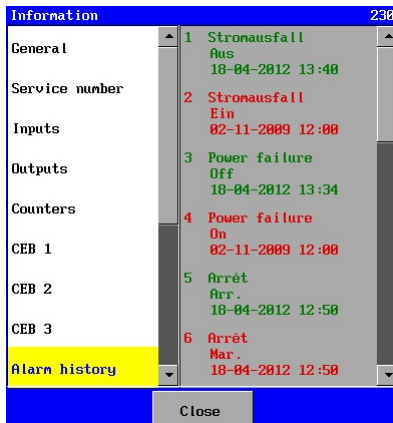 Information 230
General
Service number
Inputs
Outputs
Counters
CEB 1
CEB 2
CEB 3
Alarm history
1 Stromausfall
Aus
18-04-2012 13:40
2 Stromausfall
Ein
02-11-2009 12:00
3 Power failure
Off
18-04-2012 13:34
4 Power failure
On
02-11-2009 12:00
5 Arrêt
Arr.
18-04-2012 12:50
6 Arrêt
Mar.
18-04-2012 12:50
Close